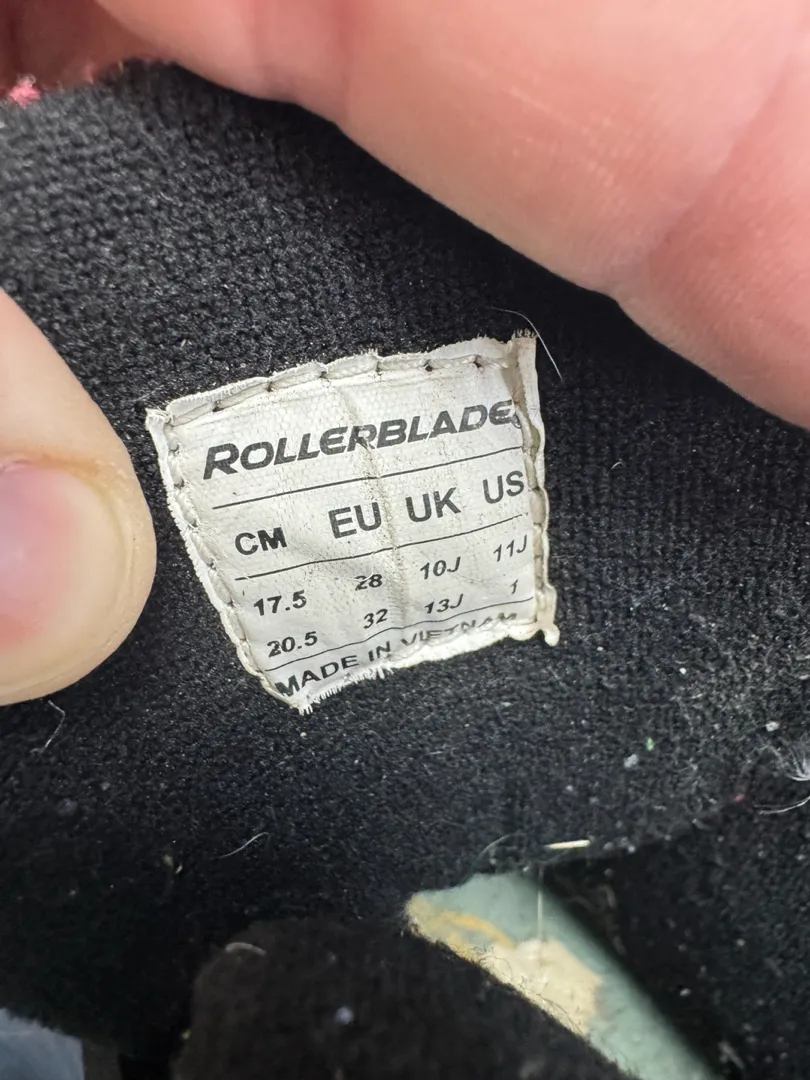 ROLLERBLADE
CM EU UK US
17.5 28 10J 11J
20.5 32 13J 1
MADE IN VIETNAM